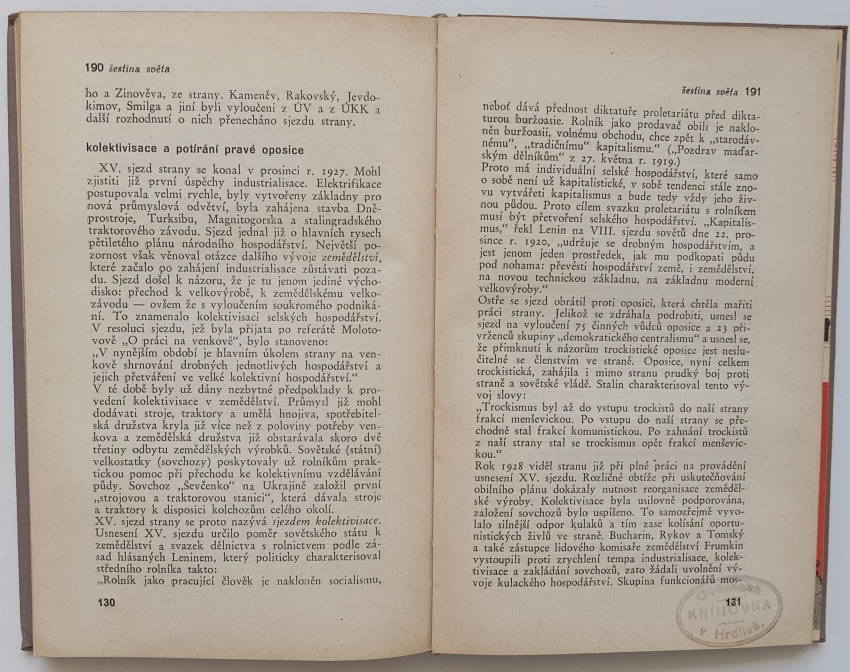 190 šestina světa
ho a Zinověva, ze strany. Kameněv, Rakovský, Jevdo-
kimov, Smilga a jiní byli vyloučeni z ÚV a z ÚKK a
další rozhodnutí o nich přenecháno sjezdu strany.
kolektivisace a potírání pravé oposice
XV. sjezd strany se konal v prosinci r. 1927. Mohl
zjistiti již první úspěchy industrialisace. Elektrifikace
postupovala velmi rychle, byly vytvořeny základny pro
nová průmyslová odvětví, byla zahájena stavba Dně-
prostroje, Turksibu, Magnitogorska a stalingradského
traktorového závodu. Sjezd jednal již o hlavních rysech
pětiletého plánu národního hospodářství. Největší po-
zornost však věnoval otázce dalšího vývoje zemědělství,
které začalo po zahájení industrialisace zůstávati poza-
du. Sjezd došel k názoru, že je tu jenom jediné výcho-
disko: přechod k velkovýrobě, k zemědělskému velko-
závodu — ovšem že s vyloučením soukromého podniká-
ní. To znamenalo kolektivisaci selských hospodářství.
V resoluci sjezdu, jež byla přijata po referátě Moloto-
vově „O práci na venkově“, bylo stanoveno:
„V nynějším období je hlavním úkolem strany na ven-
kově shrnování drobných jednotlivých hospodářství a
jejich přetváření ve velké kolektivní hospodářství.“
V té době byly už dány nezbytné předpoklady k pro-
vedení kolektivisace v zemědělství. Průmysl již mohl
dodávati stroje, traktory a umělá hnojiva, spotřebitel-
ská družstva kryla již více než z poloviny potřeby ven-
kova a zemědělská družstva již obstarávala skoro dvě
třetiny odbytu zemědělských výrobků. Sovětské (státní)
velkostatky (sovchozy) poskytovaly už rolníkům prak-
tickou pomoc při přechodu ke kolektivnímu vzdělávání
půdy. Sovchoz „Ševčenko“ na Ukrajině založil první
„strojovou a traktorovou stanici“, která dávala stroje
a traktory k disposici kolchozům celého okolí.
XV. sjezd strany se proto nazývá sjezdem kolektivisace.
Usnesení XV. sjezdu určilo poměr sovětského státu k
zemědělství a svazek dělnictva s rolnictvem podle zá-
sad hlásaných Leninem, který politicky charakterisoval
středního rolníka takto:
„Rolník jako pracující člověk je nakloněn socialismu,
130
šestina světa 191
neboť dává přednost diktatuře proletariátu před dikta-
turou buržoasie. Rolník jako prodavač obilí je naklo-
něn buržoasii, volnému obchodu, chce zpět k „starodáv-
nému“, „tradičnímu“ kapitalismu.“ („Pozdrav maďar-
ským dělníkům“ z 27. května r. 1919.)
Proto má individuální selské hospodářství, které samo
o sobě není už kapitalistické, v sobě tendenci stále zno-
vu vytvářeti kapitalismus a bude tedy vždy jeho živ-
nou půdou. Proto cílem svazku proletariátu s rolníkem
musí být přetvoření selského hospodářství. „Kapitalis-
mus,“ řekl Lenin na VIII. sjezdu sovětů dne 22. pro-
since r. 1920, „udržuje se drobným hospodářstvím, a
jest jenom jeden prostředek, jak mu podkopati půdu
pod nohama: převésti hospodářství země, i zemědělství,
na novou technickou základnu, na základnu moderní
velkovýroby.“
Ostře se sjezd obrátil proti oposici, která chtěla mařiti
práci strany. Jelikož se zdráhala podrobiti, usnesl se
sjezd na vyloučení 75 činných vůdců oposice a 23 při-
vrženců skupiny „demokratického centralismu“ a usnesl se,
že přimknutí k názorům trockistické oposice jest neslu-
čitelné se členstvím ve straně. Oposice, nyní celkem
trockistická, zahájila i mimo stranu prudký boj proti
straně a sovětské vládě. Stalin charakterisoval tento vý-
voj slovy:
„Trockismus byl až do vstupu trockistů do naší strany
frakcí menševickou. Po vstupu do naší strany se pře-
chodně stal frakcí komunistickou. Po zahnání trockistů
z naší strany stal se trockismus opět frakcí menševic-
kou.“
Rok 1928 viděl stranu již při plné práci na provádění
usnesení XV. sjezdu. Rozličné obtíže při uskutečňování
obilního plánu dokázaly nutnost reorganisace zeměděl-
ské výroby. Kolektivisace byla usilovně podporována,
založení sovchozů bylo uspíšeno. To samozřejmě vyvo-
lalo silnější odpor kulaků a tím zase kolísání oportu-
nistických živlů ve straně. Bucharin, Rykov a Tomský
a také zástupce lidového komisaře zemědělství Frumkin
vystoupili proti zrychlení tempa industrialisace, kolek-
tivisace a zakládání sovchozů, zato žádali uvolnění vý-
voje kulackého hospodářství. Skupina funkcionářů mos-
131
KNIHOVNA
v Hrdlivě.